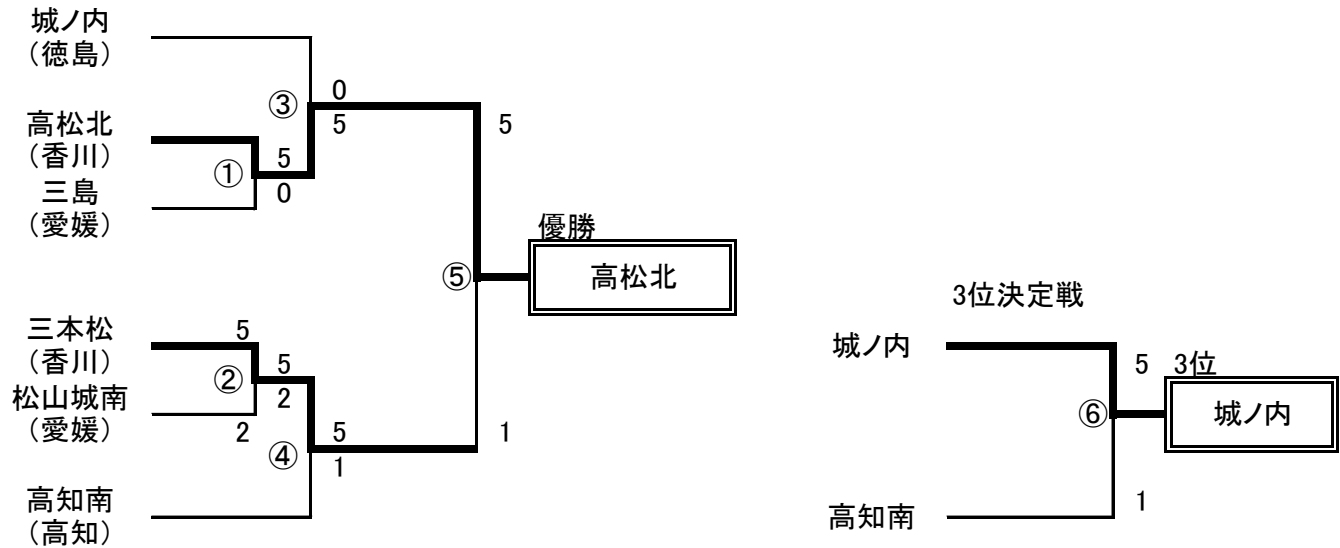 城ノ内
（徳島）
③
0
5
5
高松北
（香川）
①
5
0
三島
（愛媛）
優勝
⑤
高松北
三本松
（香川）
5
②
5
2
松山城南
（愛媛）
2
④
5
1
1
高知南
（高知）
3位決定戦
城ノ内
5
3位
⑥
城ノ内
1
高知南